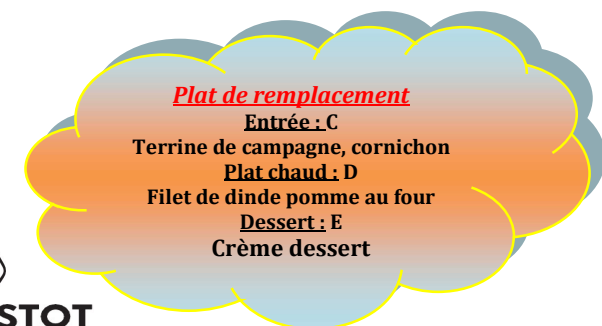 Plat de remplacement
Entrée : C
Terrine de campagne, cornichon
Plat chaud : D
Filet de dinde pomme au four
Dessert : E
Crème dessert
STOT